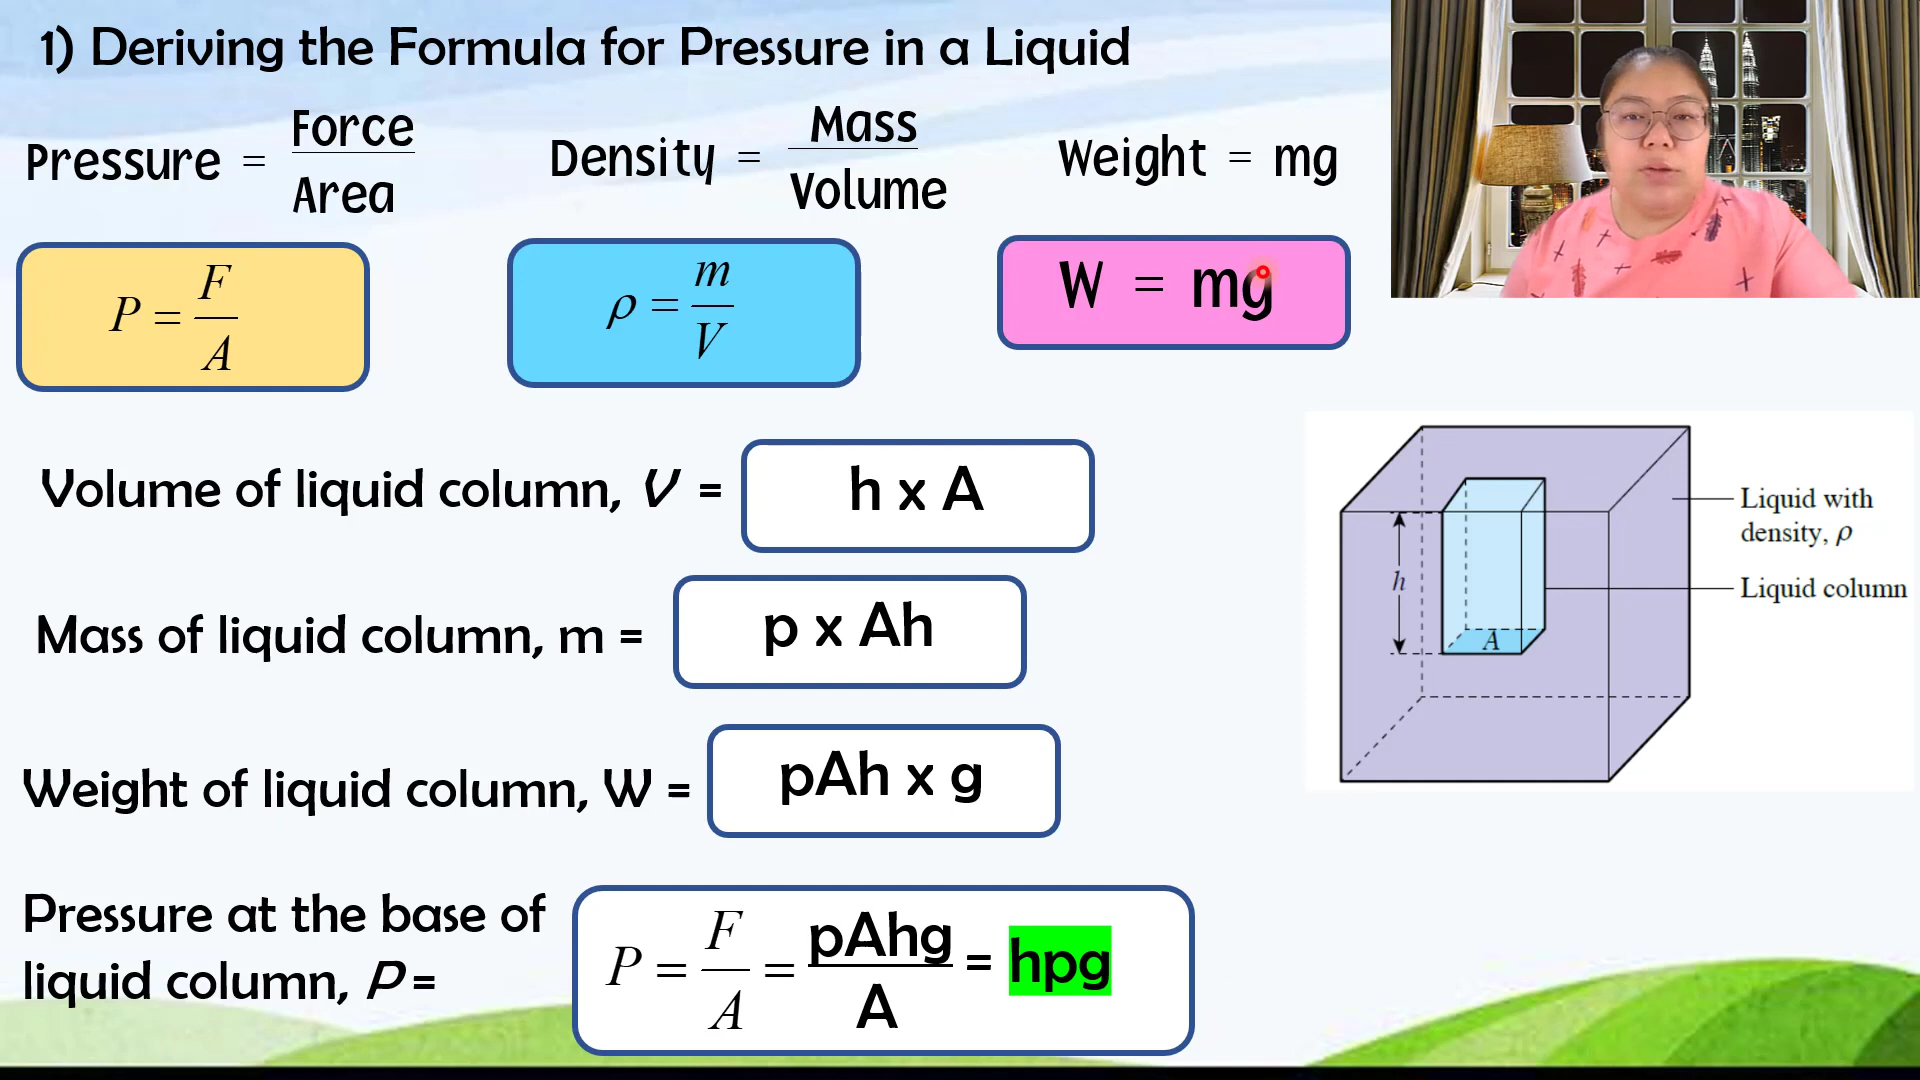 1) Deriving the Formula for Pressure in a Liquid
Pressure = Force / Area
Density = Mass / Volume
Weight = mg
P = F / A
ρ = m / V
W = mg
Volume of liquid column, V = h x A
Mass of liquid column, m = p x Ah
Weight of liquid column, W = pAh x g
Pressure at the base of
liquid column, P =
P = F / A = pAhg / A = hpg
Liquid with
density, ρ
h
Liquid column
A